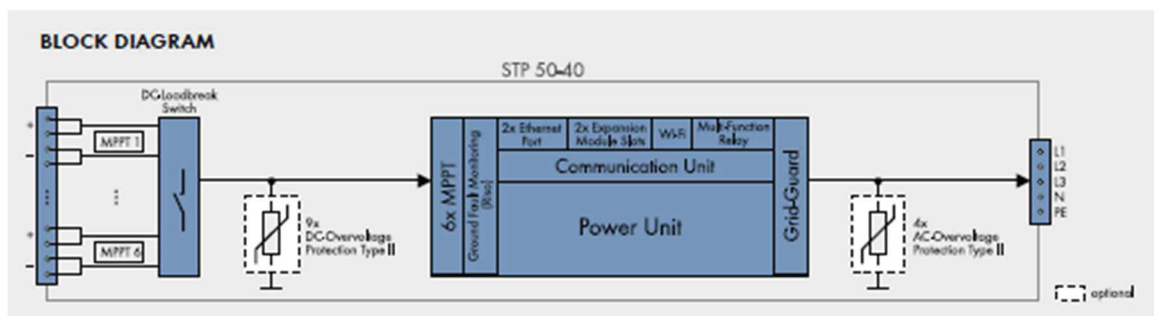 BLOCK DIAGRAM
STP 50-40
DC-Loadbreak
Switch
+
MPPT 1
−
+
MPPT 6
−
9x
DC-Overvoltage
Protection Type II
6x MPPT
Ground Fault Monitoring
(Riso)
2x Ethernet
Port
2x Expansion
Module Slots
Wi-Fi
Multi-Function
Relay
Communication Unit
Power Unit
Grid-Guard
4x
AC-Overvoltage
Protection Type II
L1
L2
L3
N
PE
optional